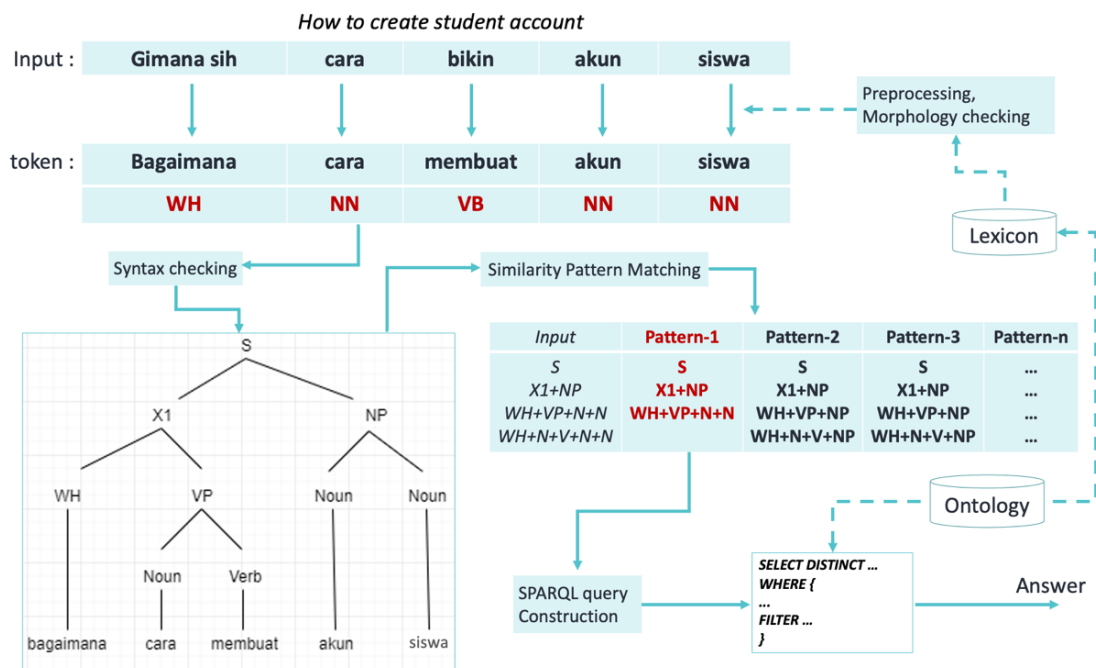 How to create student account
Input : Gimana sih cara bikin akun siswa
Preprocessing,
Morphology checking
token : Bagaimana cara membuat akun siswa
WH NN VB NN NN
Lexicon
Syntax checking
Similarity Pattern Matching
Input Pattern-1 Pattern-2 Pattern-3 Pattern-n
S S S S ...
X1+NP X1+NP X1+NP X1+NP ...
WH+VP+N+N WH+VP+N+N WH+VP+NP WH+VP+NP ...
WH+N+V+N+N WH+N+V+NP WH+N+V+NP ...
S
X1 NP
WH VP Noun Noun
Noun Verb
bagaimana cara membuat akun siswa
Ontology
SPARQL query
Construction
SELECT DISTINCT ...
WHERE {
...
FILTER ...
}
Answer